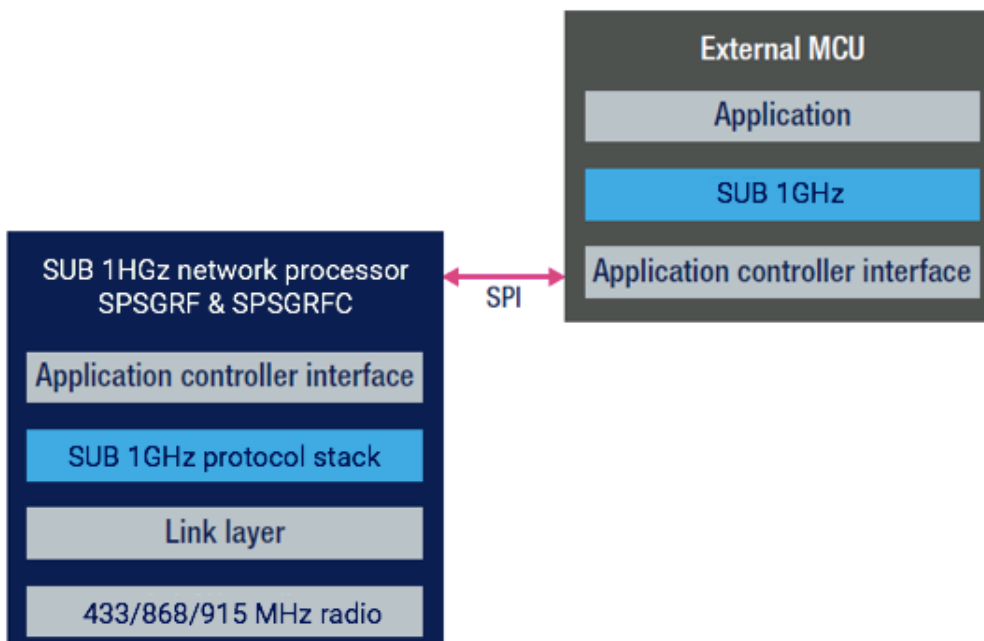 External MCU
Application
SUB 1GHz
Application controller interface
SPI
SUB 1HGz network processor
SPSGRF & SPSGRFC
Application controller interface
SUB 1GHz protocol stack
Link layer
433/868/915 MHz radio